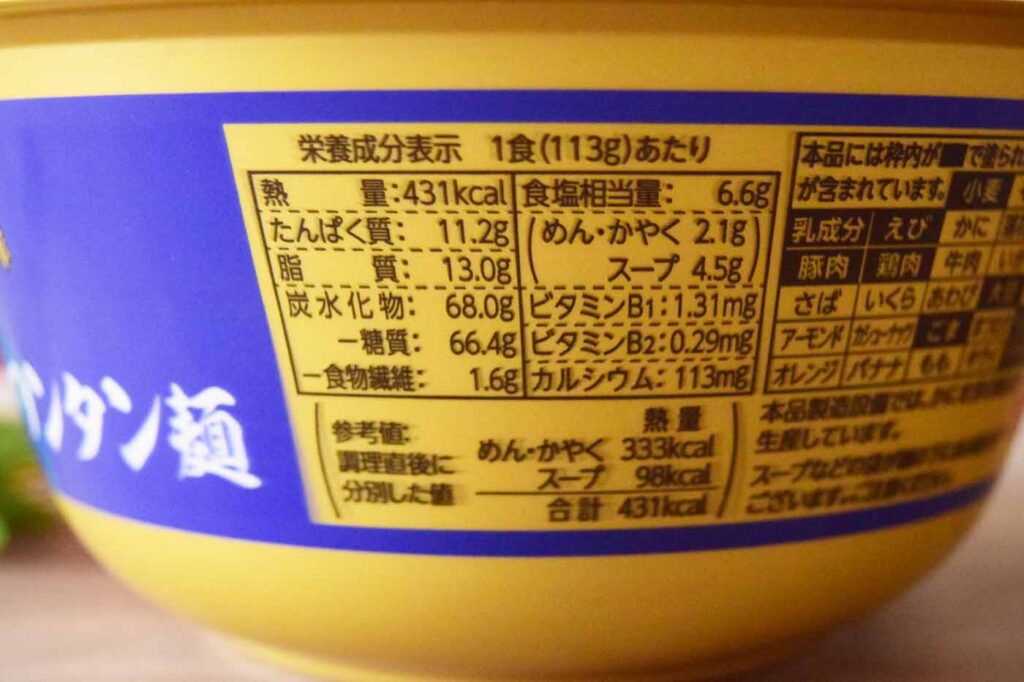 ンタン麺
栄養成分表示 1食(113g)あたり
熱量:431kcal
たんぱく質: 11.2g
脂質: 13.0g
炭水化物: 68.0g
−糖質: 66.4g
−食物繊維: 1.6g
食塩相当量: 6.6g
(めん・かやく 2.1g
スープ 4.5g)
ビタミンB1:1.31mg
ビタミンB2:0.29mg
カルシウム:113mg
参考値:
調理直後に
分別した値
熱量
めん・かやく 333kcal
スープ 98kcal
合計 431kcal
本品には枠内が■で塗られ
が含まれています。 小麦
乳成分 えび かに
豚肉 鶏肉 牛肉
さば いくら あわび
アーモンド カシューナッツ ごま
オレンジ バナナ もも
本品製造設備では、
生産しています。
スープなどの